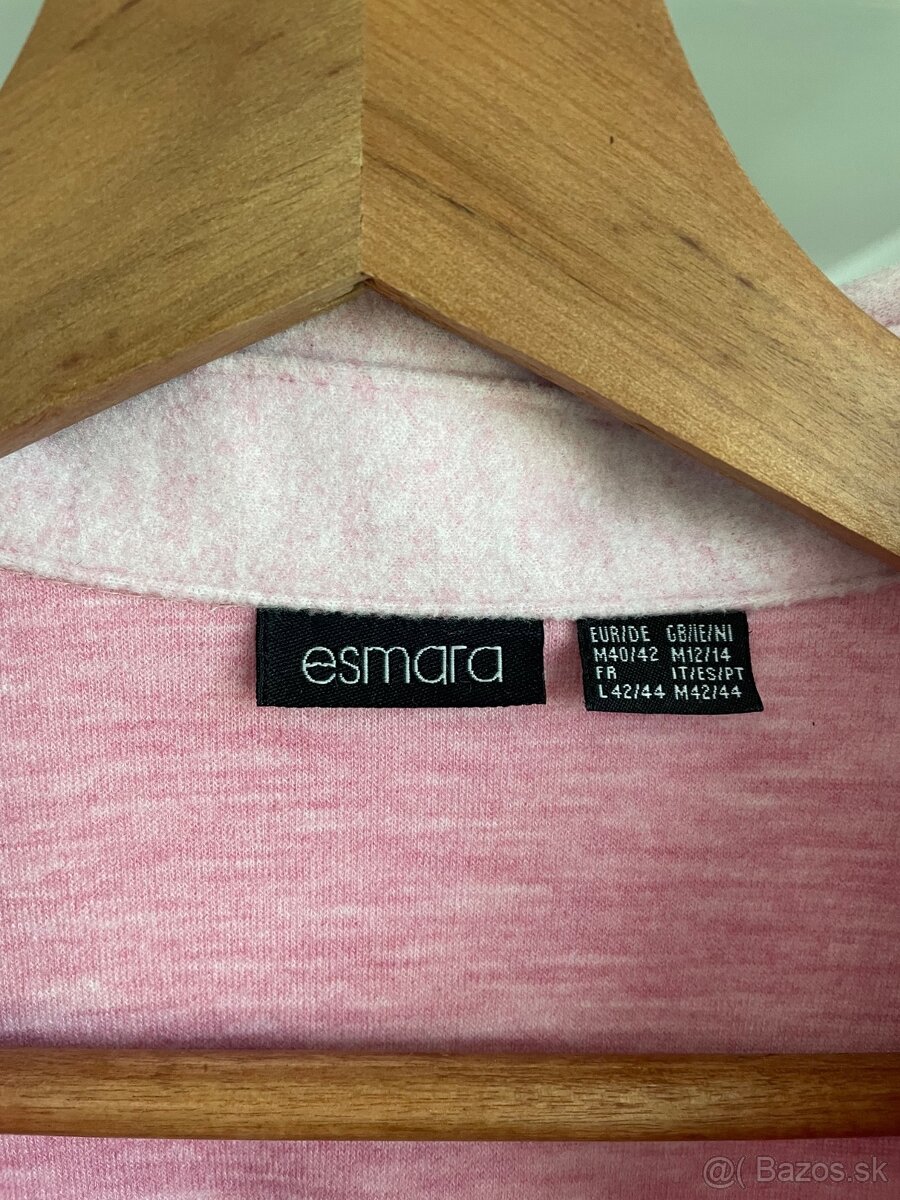 esmara
EUR/DE GB/IE/NI
M40/42 M12/14
FR IT/ES/PT
L42/44 M42/44
@( Bazos.sk